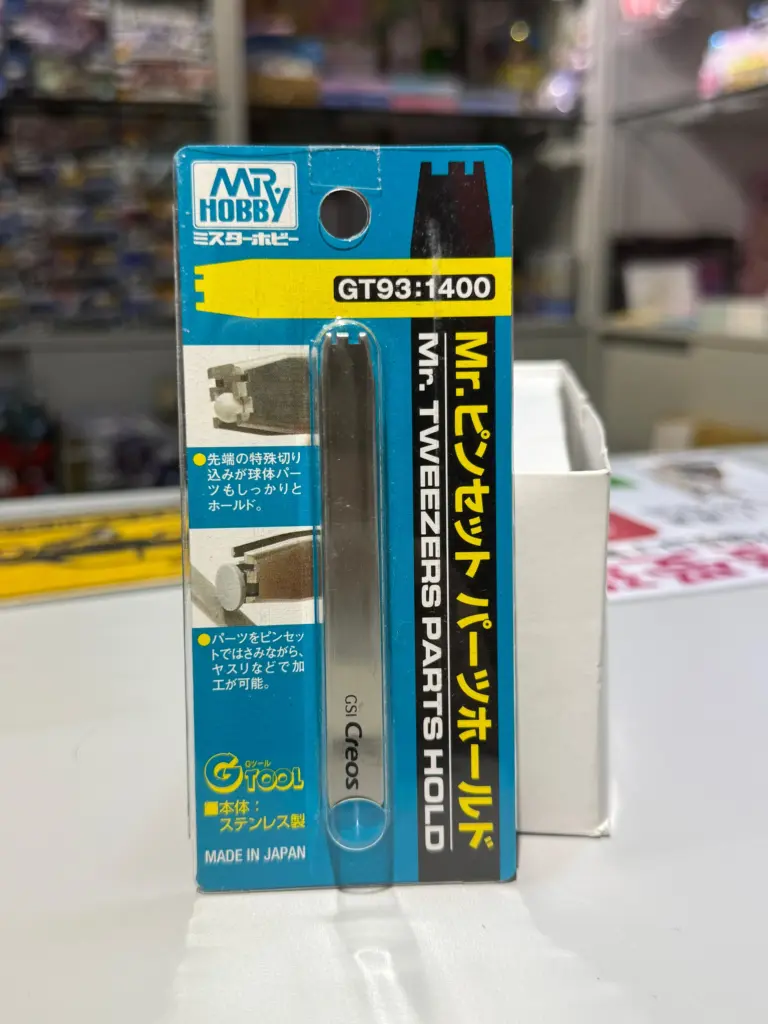 MR
HOBBY
ミスターホビー
GT93:1400
Mr.ピンセット パーツホールド
Mr. TWEEZERS PARTS HOLD
●先端の特殊切り
込みが球体パー
ツもしっかりと
ホールド。
●パーツをピンセッ
トではさみながら、
ヤスリなどで加
工が可能。
GSI Creos
Gツール
G TOOL
■本体：
ステンレス製
MADE IN JAPAN